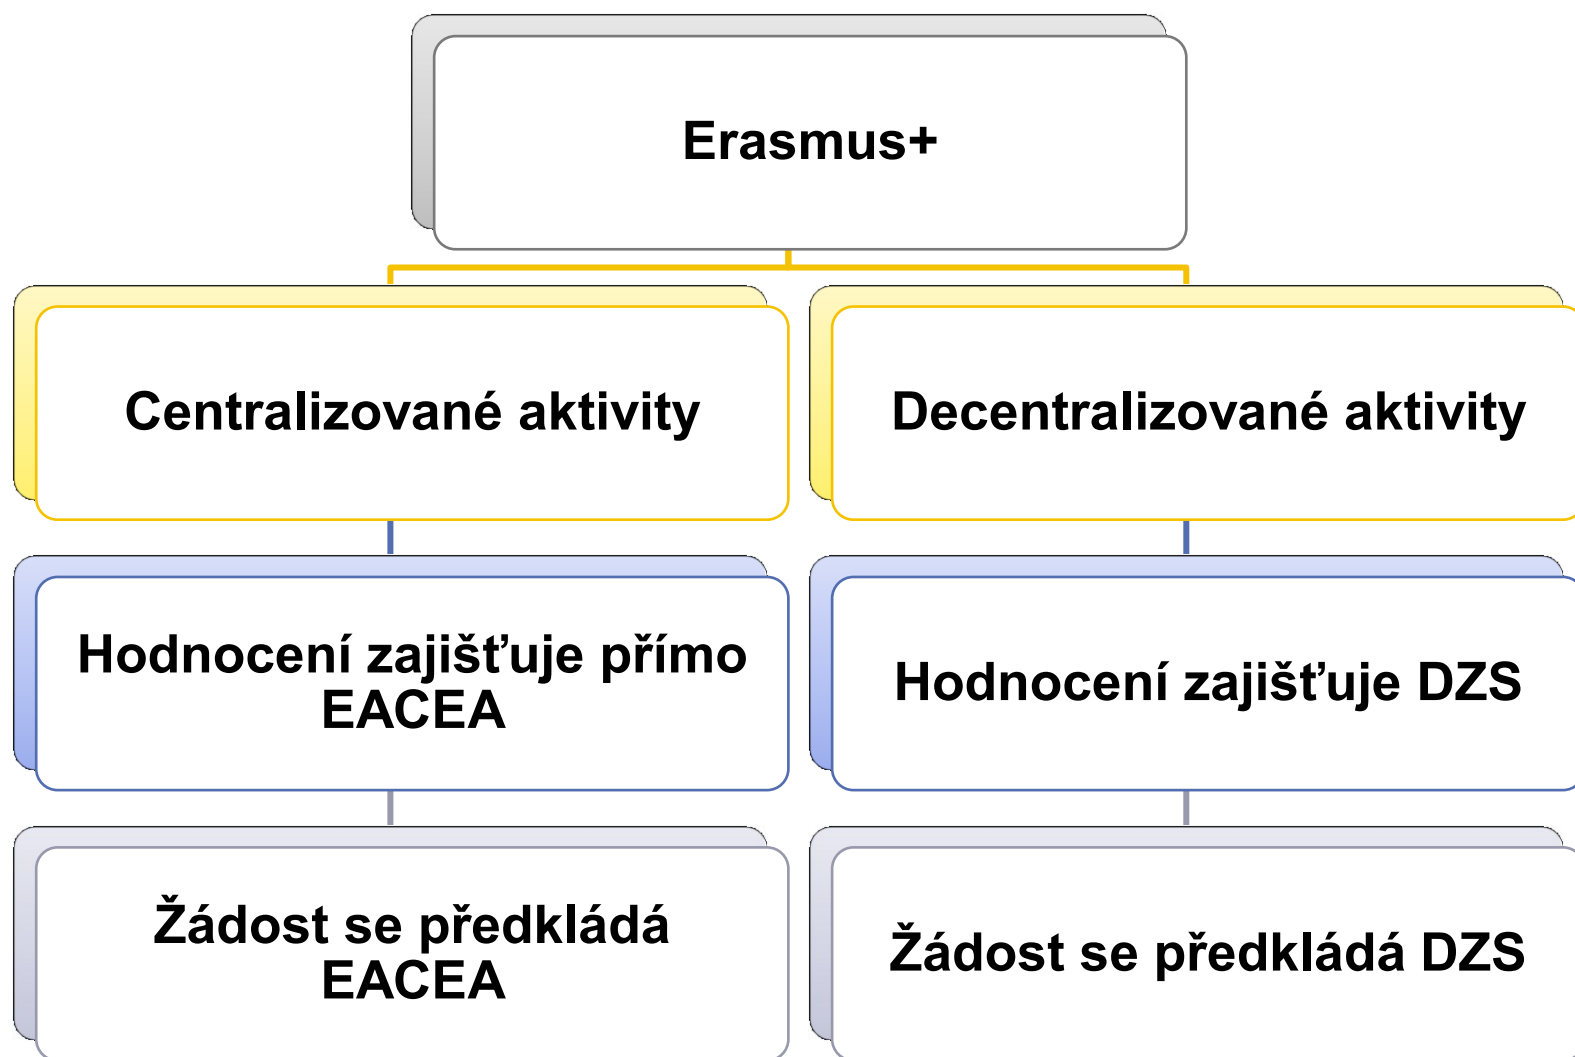 Erasmus+
Centralizované aktivity
Decentralizované aktivity
Hodnocení zajišťuje přímo
EACEA
Hodnocení zajišťuje DZS
Žádost se předkládá
EACEA
Žádost se předkládá DZS